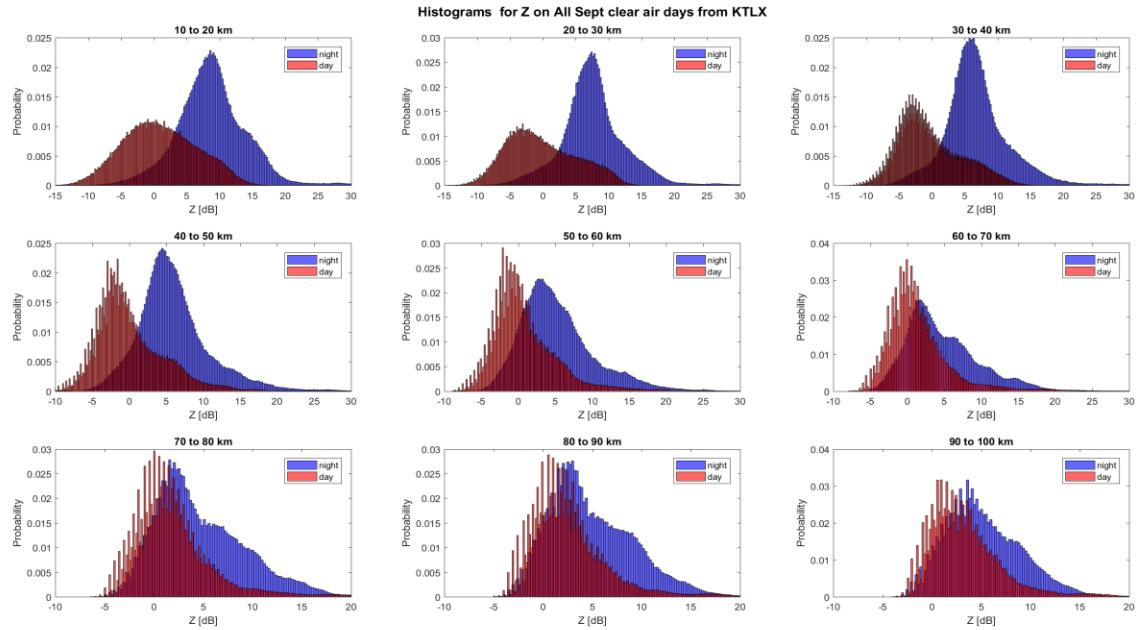 Histograms for Z on All Sept clear air days from KTLX
10 to 20 km
0.025
0.02
0.015
0.01
0.005
0
Probability
-15 -10 -5 0 5 10 15 20 25 30
Z [dB]
night
day
20 to 30 km
0.03
0.025
0.02
0.015
0.01
0.005
0
Probability
-15 -10 -5 0 5 10 15 20 25 30
Z [dB]
night
day
30 to 40 km
0.025
0.02
0.015
0.01
0.005
0
Probability
-15 -10 -5 0 5 10 15 20 25 30
Z [dB]
night
day
40 to 50 km
0.025
0.02
0.015
0.01
0.005
0
Probability
-10 -5 0 5 10 15 20 25 30
Z [dB]
night
day
50 to 60 km
0.03
0.025
0.02
0.015
0.01
0.005
0
Probability
-10 -5 0 5 10 15 20 25 30
Z [dB]
night
day
60 to 70 km
0.04
0.03
0.02
0.01
0
Probability
-10 -5 0 5 10 15 20 25 30
Z [dB]
night
day
70 to 80 km
0.03
0.025
0.02
0.015
0.01
0.005
0
Probability
-10 -5 0 5 10 15 20
Z [dB]
night
day
80 to 90 km
0.03
0.025
0.02
0.015
0.01
0.005
0
Probability
-10 -5 0 5 10 15 20
Z [dB]
night
day
90 to 100 km
0.04
0.03
0.02
0.01
0
Probability
-10 -5 0 5 10 15 20
Z [dB]
night
day